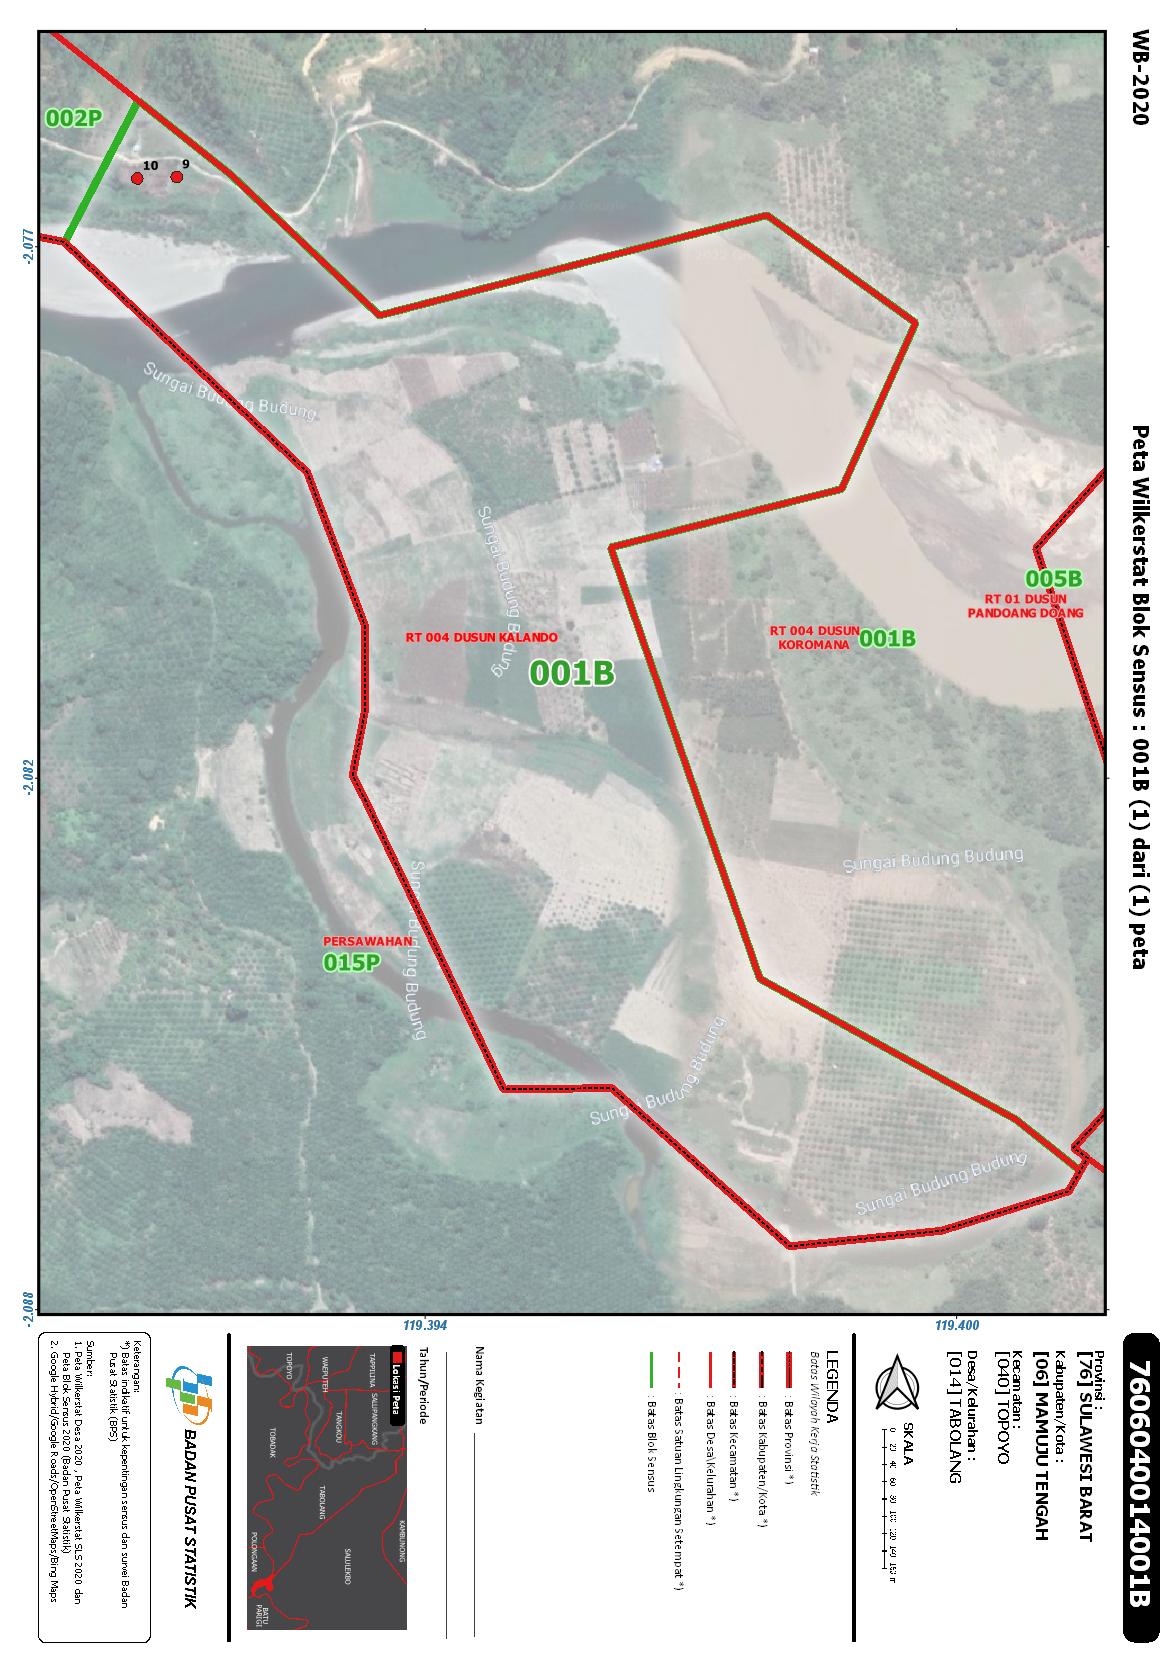 WB-2020
Peta Wilkerstat Blok Sensus : 001B (1) dari (1) peta
7606040014001B
002P
10
9
-2.077
-2.082
-2.088
119.394
119.400
Sungai Budung Budung
Sungai Budung Budung
005B
RT 01 DUSUN
PANDOANG DOANG
RT 004 DUSUN KALANDO
001B
RT 004 DUSUN
KOROMANA
001B
Sungai Budung Budung
PERSAWAHAN
015P
Sungai Budung Budung
Sungai Budung Budung
Sungai Budung Budung
Provinsi :
[76] SULAWESI BARAT
Kabupaten/Kota :
[06] MAMUJU TENGAH
Kecamatan :
[040] TOPOYO
Desa/Kelurahan :
[014] TABOLANG
SKALA
0 20 40 60 80 100 120 140 160 m
LEGENDA
Batas Wilayah Kerja Statistik
: Batas Provinsi *)
: Batas Kabupaten/Kota *)
: Batas Kecamatan *)
: Batas Desa\Kelurahan *)
: Batas Satuan Lingkungan Setempat *)
: Batas Blok Sensus
Nama Kegiatan
Tahun/Periode
Lokasi Peta
TAPPILINA
SALUPANGKANG
KAMBUNONG
WAEPUTEH
TANGKOU
SALULEKBO
TOPOYO
TOBADAK
TABOLANG
POLONGAAN
BATU
PARIGI
BADAN PUSAT STATISTIK
Keterangan:
*) Batas indikatif untuk kepentingan sensus dan survei Badan
Pusat Statistik (BPS)
Sumber:
1. Peta Wilkerstat Desa 2020 , Peta Wilkerstat SLS 2020 dan
Peta Blok Sensus 2020 (Badan Pusat Statistik)
2. Google Hybrid/Google Roads/OpenStreetMaps/Bing Maps